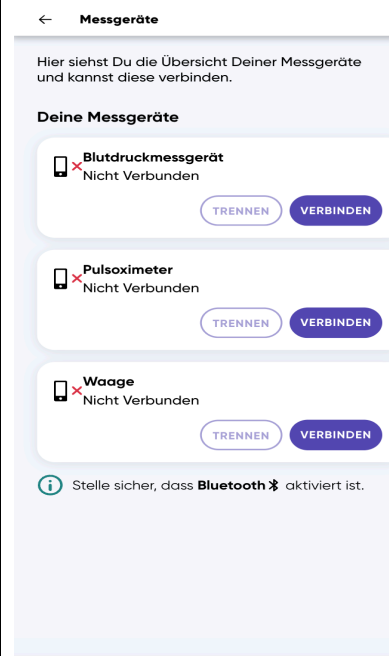 Messgeräte
Hier siehst Du die Übersicht Deiner Messgeräte
und kannst diese verbinden.
Deine Messgeräte
Blutdruckmessgerät
Nicht Verbunden
TRENNEN VERBINDEN
Pulsoximeter
Nicht Verbunden
TRENNEN VERBINDEN
Waage
Nicht Verbunden
TRENNEN VERBINDEN
Stelle sicher, dass Bluetooth aktiviert ist.